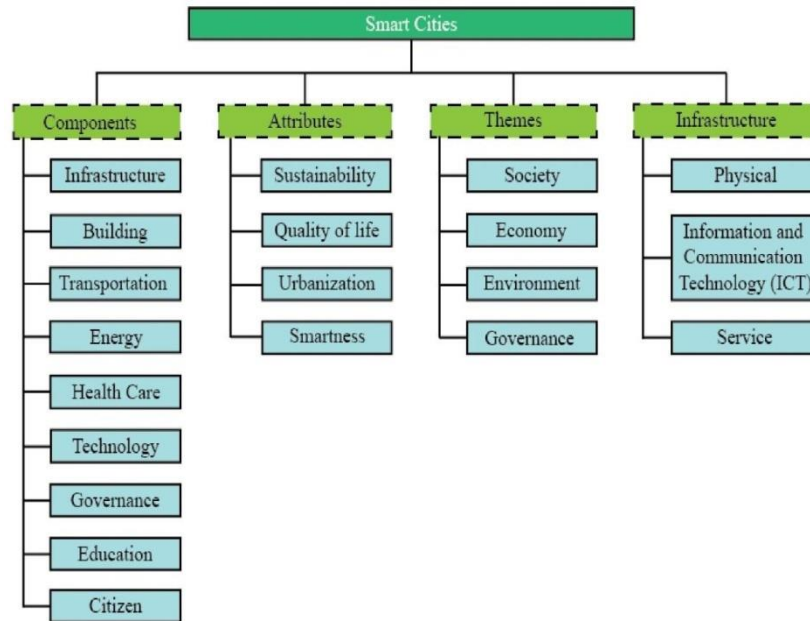 Smart Cities
Components
Infrastructure
Building
Transportation
Energy
Health Care
Technology
Governance
Education
Citizen
Attributes
Sustainability
Quality of life
Urbanization
Smartness
Themes
Society
Economy
Environment
Governance
Infrastructure
Physical
Information and
Communication
Technology (ICT)
Service